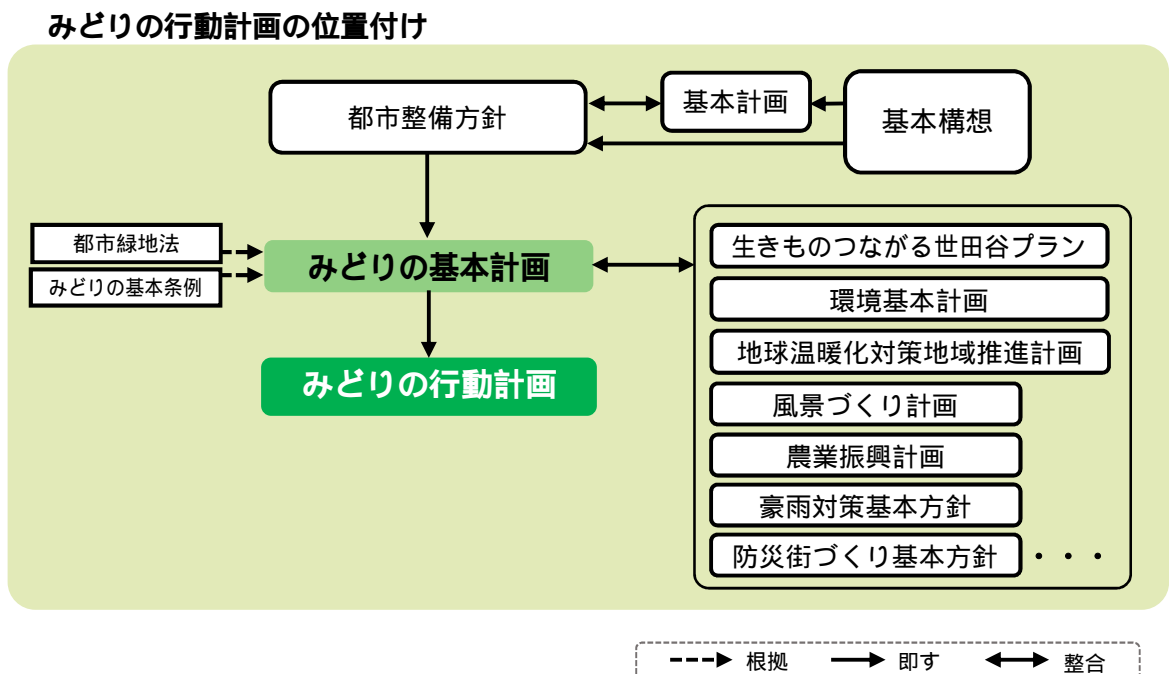 みどりの行動計画の位置付け
都市整備方針
基本計画
基本構想
都市緑地法
みどりの基本条例
みどりの基本計画
みどりの行動計画
生きものつながる世田谷プラン
環境基本計画
地球温暖化対策地域推進計画
風景づくり計画
農業振興計画
豪雨対策基本方針
防災街づくり基本方針 ・・・
根拠 即す 整合